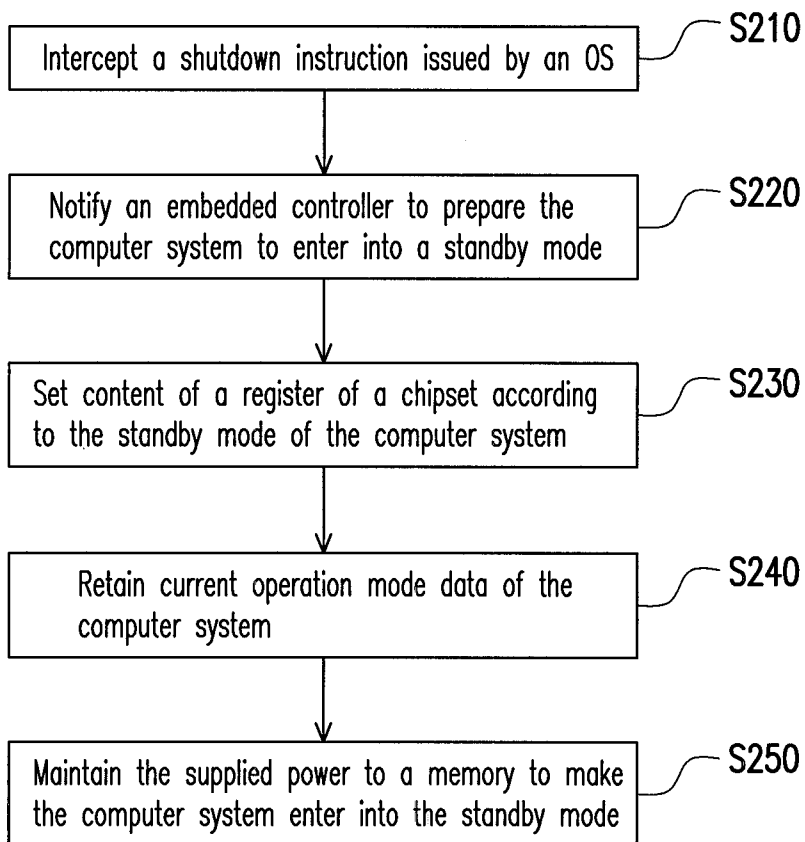 Intercept a shutdown instruction issued by an OS
S210
Notify an embedded controller to prepare the
computer system to enter into a standby mode
S220
Set content of a register of a chipset according
to the standby mode of the computer system
S230
Retain current operation mode data of the
computer system
S240
Maintain the supplied power to a memory to make
the computer system enter into the standby mode
S250